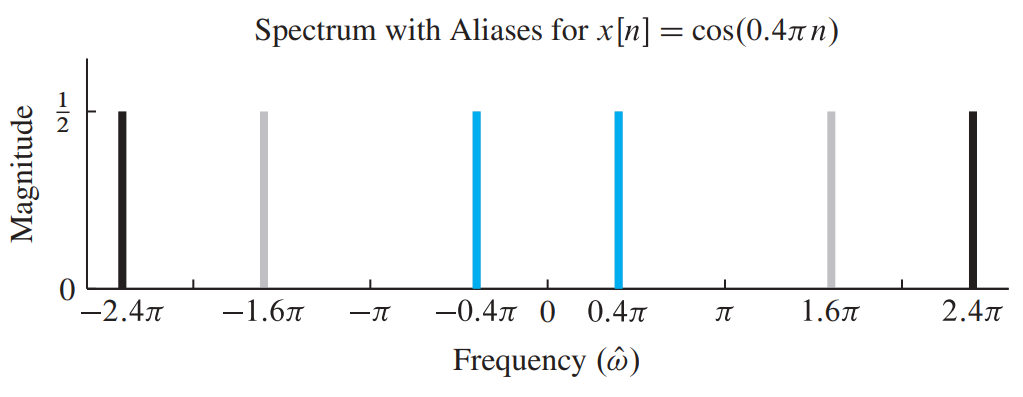 Spectrum with Aliases for x[n] = cos(0.4πn)
Magnitude
1/2
0
−2.4π −1.6π −π −0.4π 0 0.4π π 1.6π 2.4π
Frequency (ω̂)